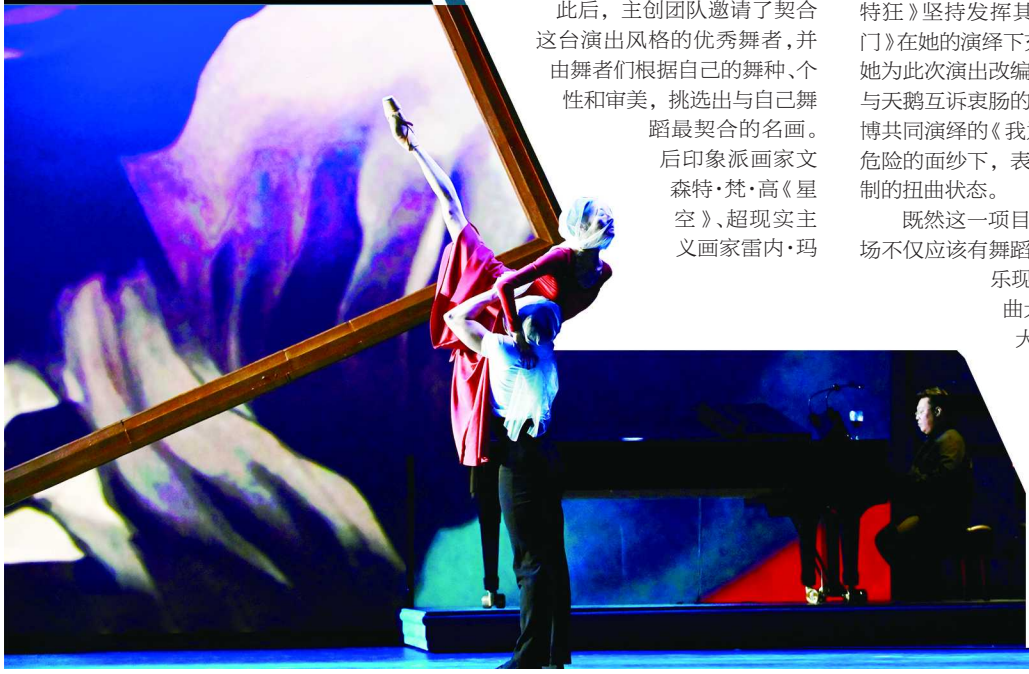 此后，主创团队邀请了契合
这台演出风格的优秀舞者，并
由舞者们根据自己的舞种、个
性和审美，挑选出与自己舞
蹈最契合的名画。
后印象派画家文
森特·梵·高《星
空》、超现实主
义画家雷内·玛
特狂》坚持发挥其
门》在她的演绎下
她为此次演出改编
与天鹅互诉衷肠的
博共同演绎的《我
危险的面纱下，表
制的扭曲状态。
既然这一项目
场不仅应该有舞蹈
乐现
曲